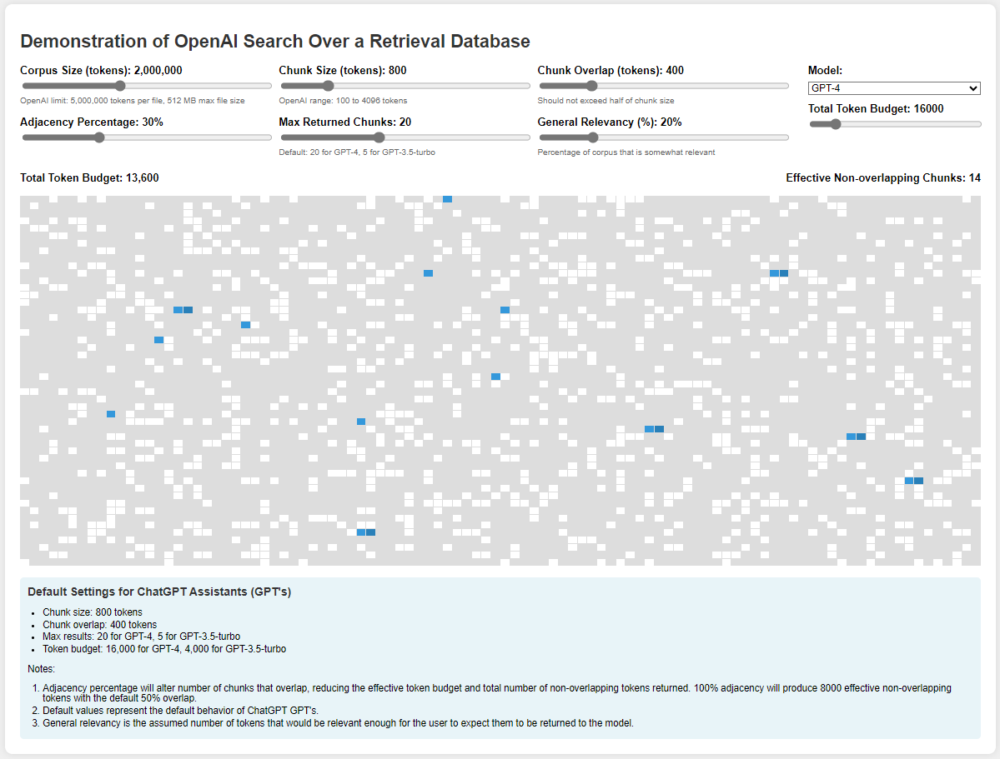 Demonstration of OpenAI Search Over a Retrieval Database
Corpus Size (tokens): 2,000,000
OpenAI limit: 5,000,000 tokens per file, 512 MB max file size
Chunk Size (tokens): 800
OpenAI range: 100 to 4096 tokens
Chunk Overlap (tokens): 400
Should not exceed half of chunk size
Model:
GPT-4
Adjacency Percentage: 30%
Max Returned Chunks: 20
Default: 20 for GPT-4, 5 for GPT-3.5-turbo
General Relevancy (%): 20%
Percentage of corpus that is somewhat relevant
Total Token Budget: 16000
Total Token Budget: 13,600
Effective Non-overlapping Chunks: 14
Default Settings for ChatGPT Assistants (GPT's)
• Chunk size: 800 tokens
• Chunk overlap: 400 tokens
• Max results: 20 for GPT-4, 5 for GPT-3.5-turbo
• Token budget: 16,000 for GPT-4, 4,000 for GPT-3.5-turbo
Notes:
1. Adjacency percentage will alter number of chunks that overlap, reducing the effective token budget and total number of non-overlapping tokens returned. 100% adjacency will produce 8000 effective non-overlapping
tokens with the default 50% overlap.
2. Default values represent the default behavior of ChatGPT GPT's.
3. General relevancy is the assumed number of tokens that would be relevant enough for the user to expect them to be returned to the model.